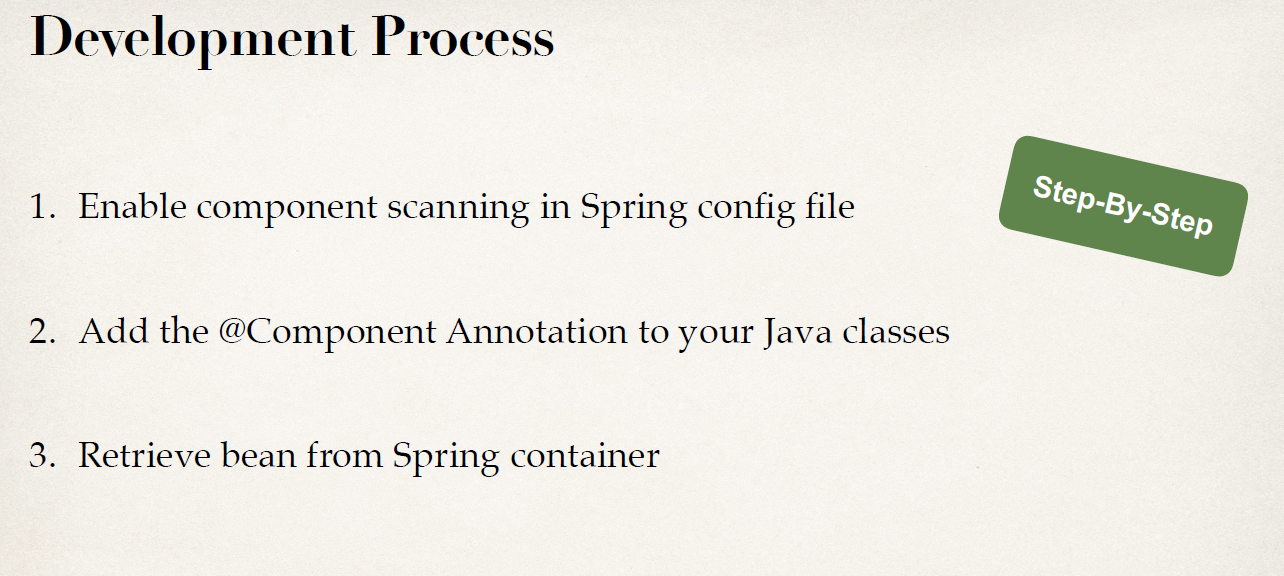 Development Process
Step-By-Step
1. Enable component scanning in Spring config file
2. Add the @Component Annotation to your Java classes
3. Retrieve bean from Spring container